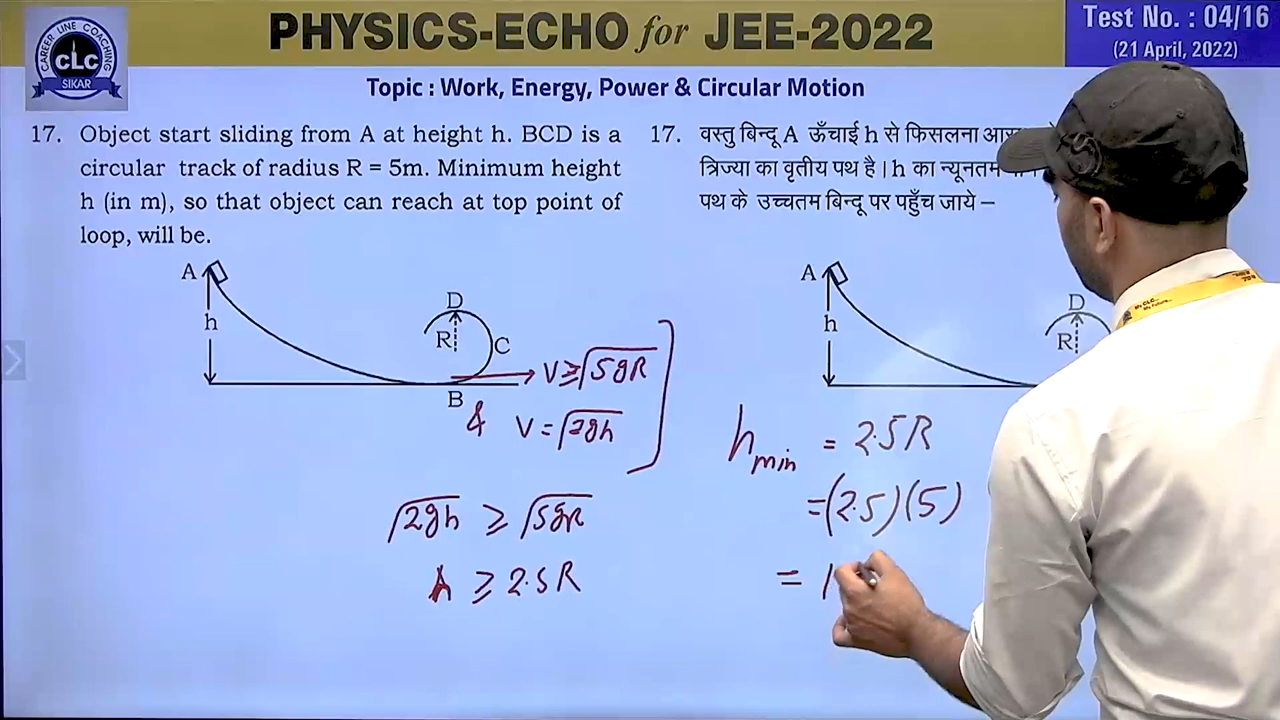 PHYSICS-ECHO for JEE-2022
Test No. : 04/16
(21 April, 2022)
CAREER LINE COACHING
CLC
SIKAR
Topic : Work, Energy, Power & Circular Motion
17. Object start sliding from A at height h. BCD is a
circular track of radius R = 5m. Minimum height
h (in m), so that object can reach at top point of
loop, will be.
17. वस्तु बिन्दू A ऊँचाई h से फिसलना
त्रिज्या का वृतीय पथ है। h का न्यूनतम
पथ के उच्चतम बिन्दू पर पहुँच जाये –
A
h
D
R
C
B
V ≥ √5gR
& V = √2gh
√2gh ≥ √5gR
h ≥ 2.5R
A
h
D
R
hmin = 2.5R
=(2.5)(5)
= 1